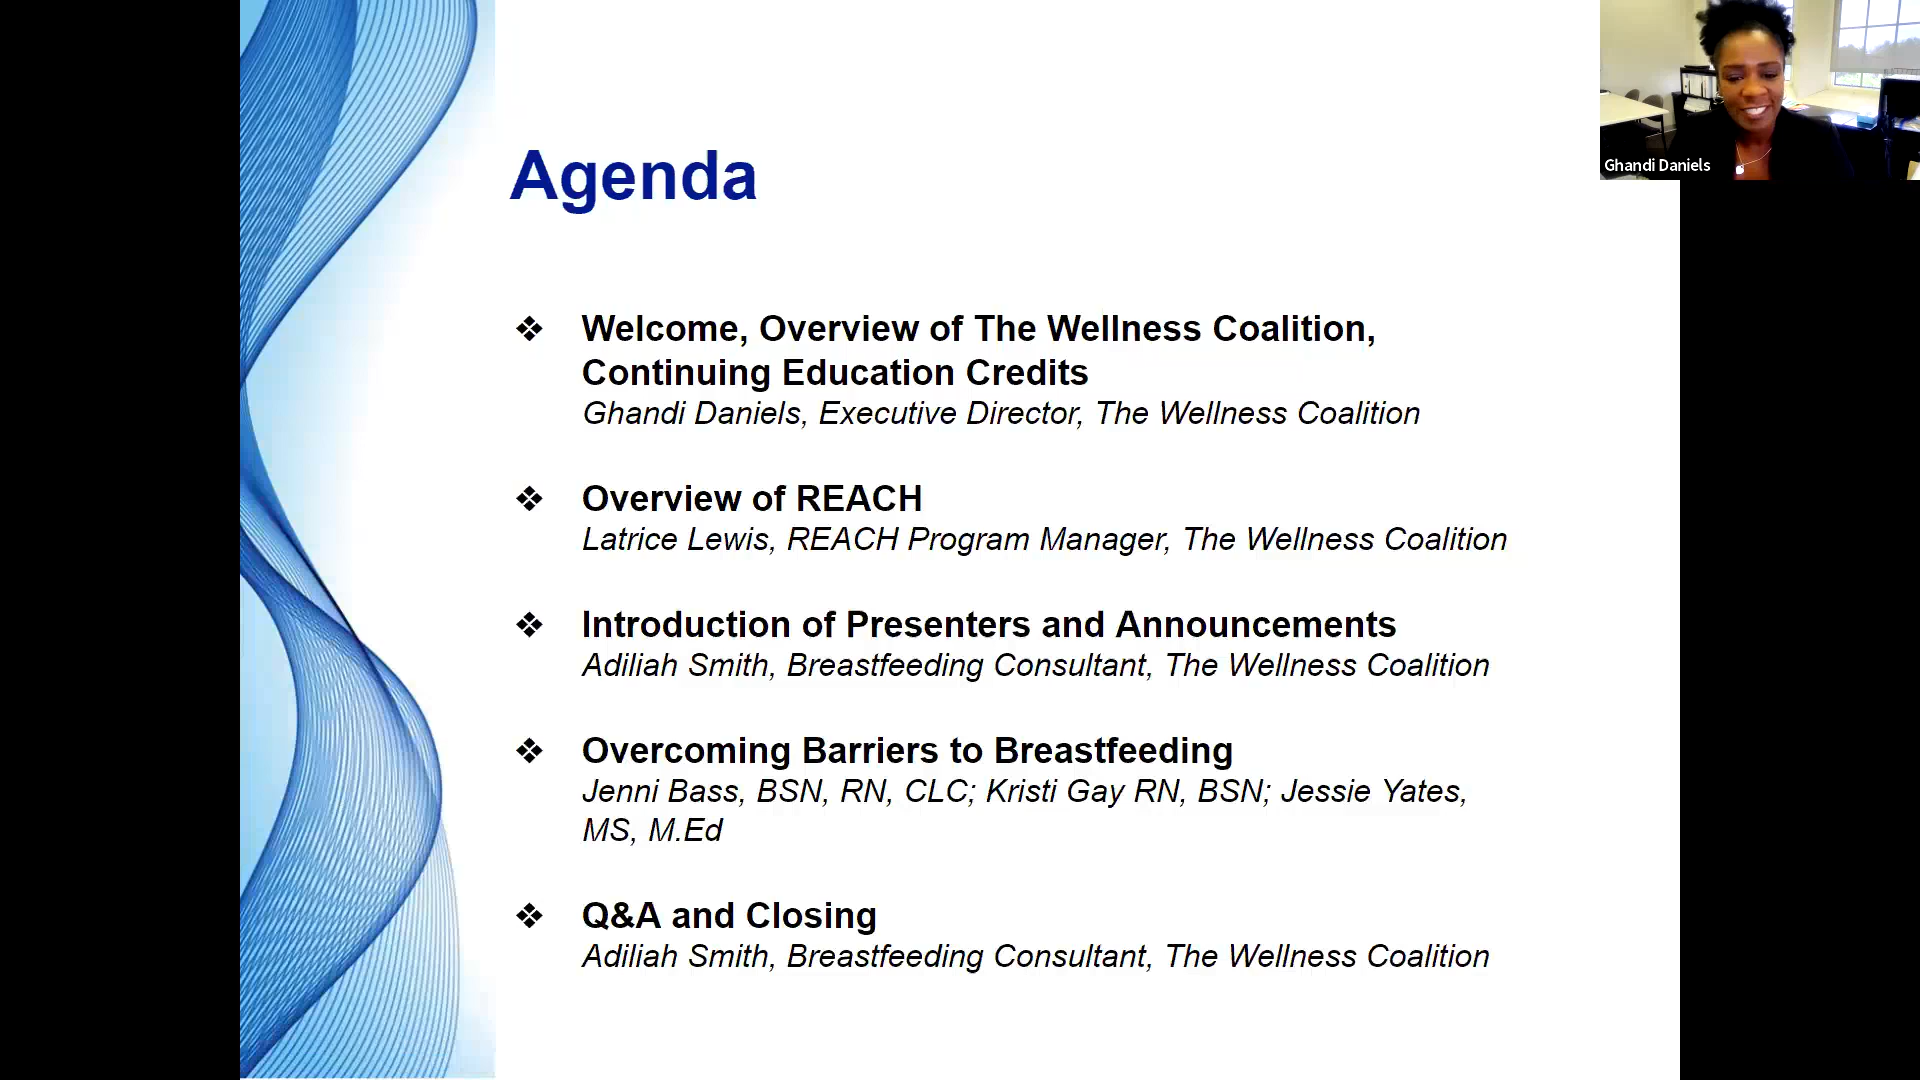 Agenda
Ghandi Daniels
❖ Welcome, Overview of The Wellness Coalition,
Continuing Education Credits
Ghandi Daniels, Executive Director, The Wellness Coalition
❖ Overview of REACH
Latrice Lewis, REACH Program Manager, The Wellness Coalition
❖ Introduction of Presenters and Announcements
Adiliah Smith, Breastfeeding Consultant, The Wellness Coalition
❖ Overcoming Barriers to Breastfeeding
Jenni Bass, BSN, RN, CLC; Kristi Gay RN, BSN; Jessie Yates,
MS, M.Ed
❖ Q&A and Closing
Adiliah Smith, Breastfeeding Consultant, The Wellness Coalition